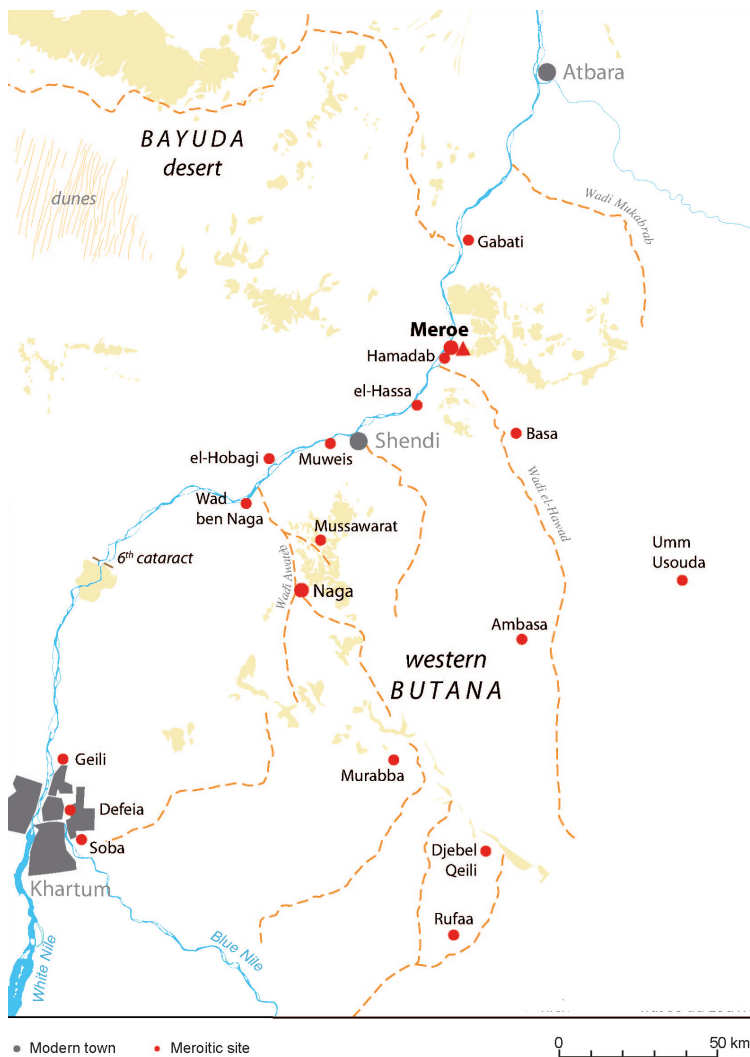 Atbara
BAYUDA
desert
dunes
Wadi Mukabrab
Gabati
Meroe
Hamadab
el-Hassa
Shendi
Basa
el-Hobagi
Muweis
Wadi el-Hawad
Wad
ben Naga
Mussawarat
6th cataract
Wadi Awateb
Umm
Usouda
Naga
Ambasa
western
BUTANA
Geili
Murabba
Defeia
Soba
Djebel
Qeili
Khartum
Rufaa
White Nile
Blue Nile
Modern town
Meroitic site
0
50 km